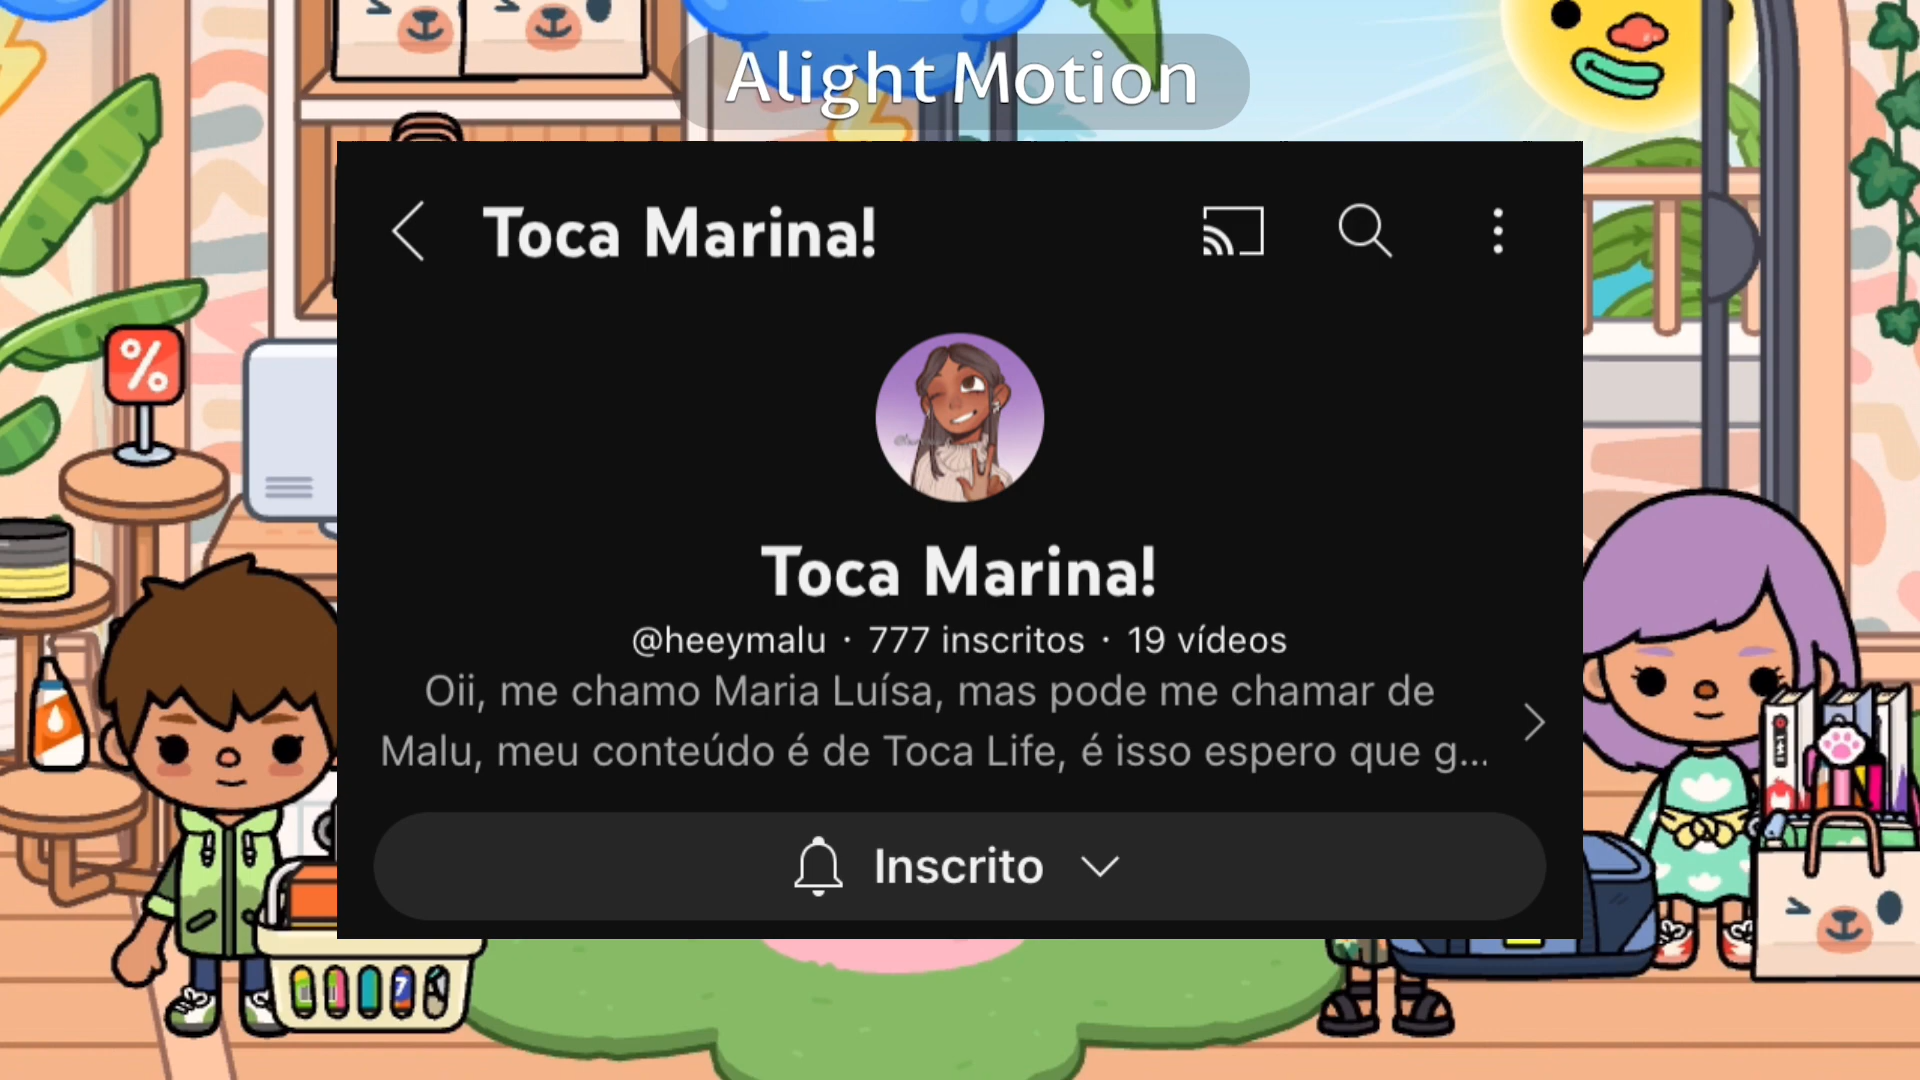 Alight Motion
Toca Marina!
%
Toca Marina!
@heeymalu · 777 inscritos · 19 vídeos
Oii, me chamo Maria Luísa, mas pode me chamar de
Malu, meu conteúdo é de Toca Life, é isso espero que g...
Inscrito
7